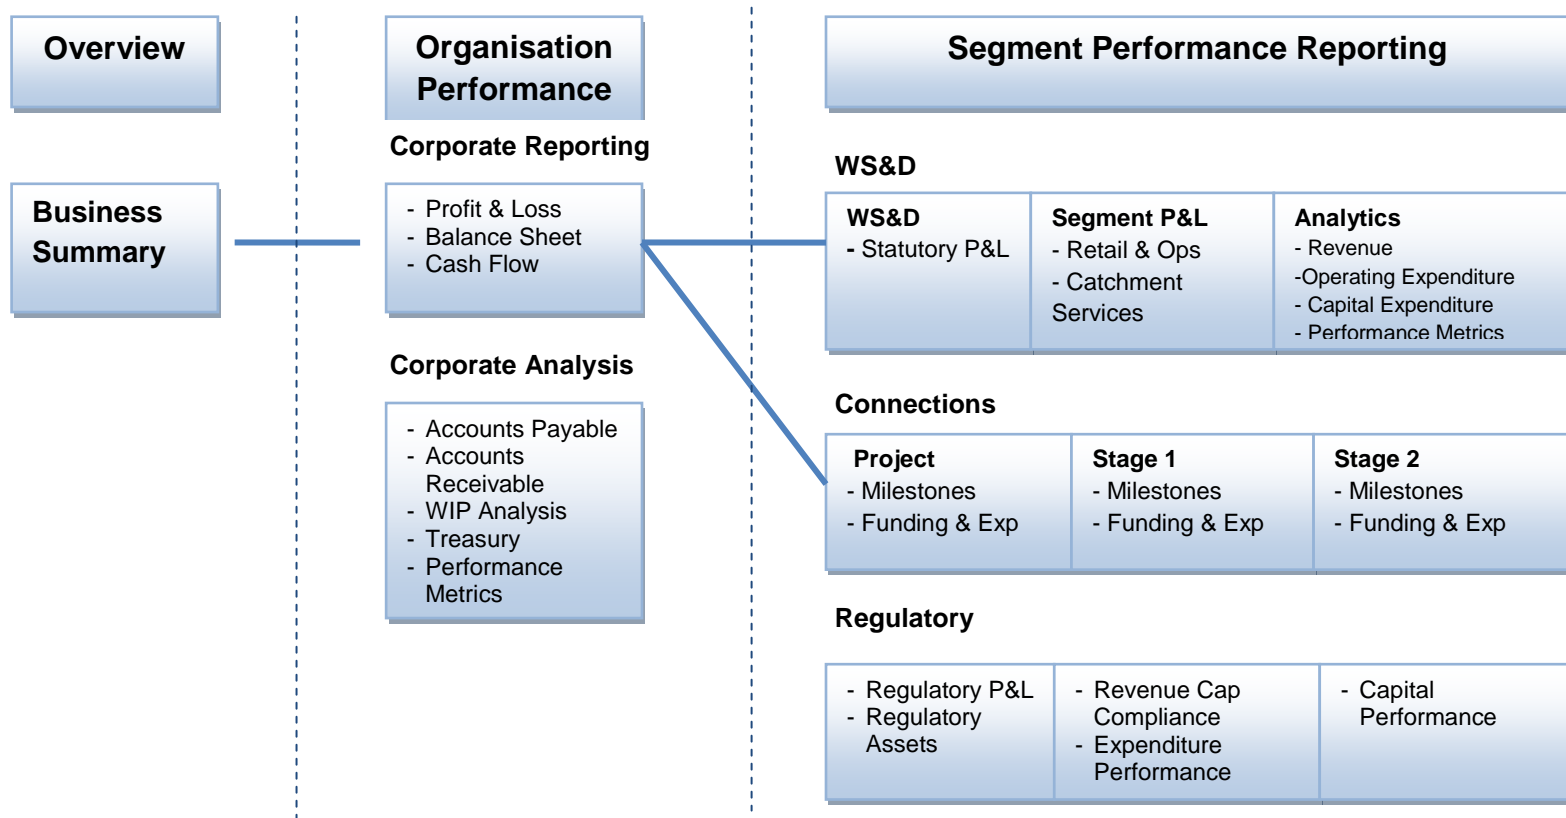 Overview
Business
Summary
Organisation
Performance
Corporate Reporting
- Profit & Loss
- Balance Sheet
- Cash Flow
Corporate Analysis
- Accounts Payable
- Accounts
Receivable
- WIP Analysis
- Treasury
- Performance
Metrics
Segment Performance Reporting
WS&D
WS&D
- Statutory P&L
Segment P&L
- Retail & Ops
- Catchment
Services
Analytics
- Revenue
-Operating Expenditure
- Capital Expenditure
- Performance Metrics
Connections
Project
- Milestones
- Funding & Exp
Stage 1
- Milestones
- Funding & Exp
Stage 2
- Milestones
- Funding & Exp
Regulatory
- Regulatory P&L
- Regulatory
Assets
- Revenue Cap
Compliance
- Expenditure
Performance
- Capital
Performance